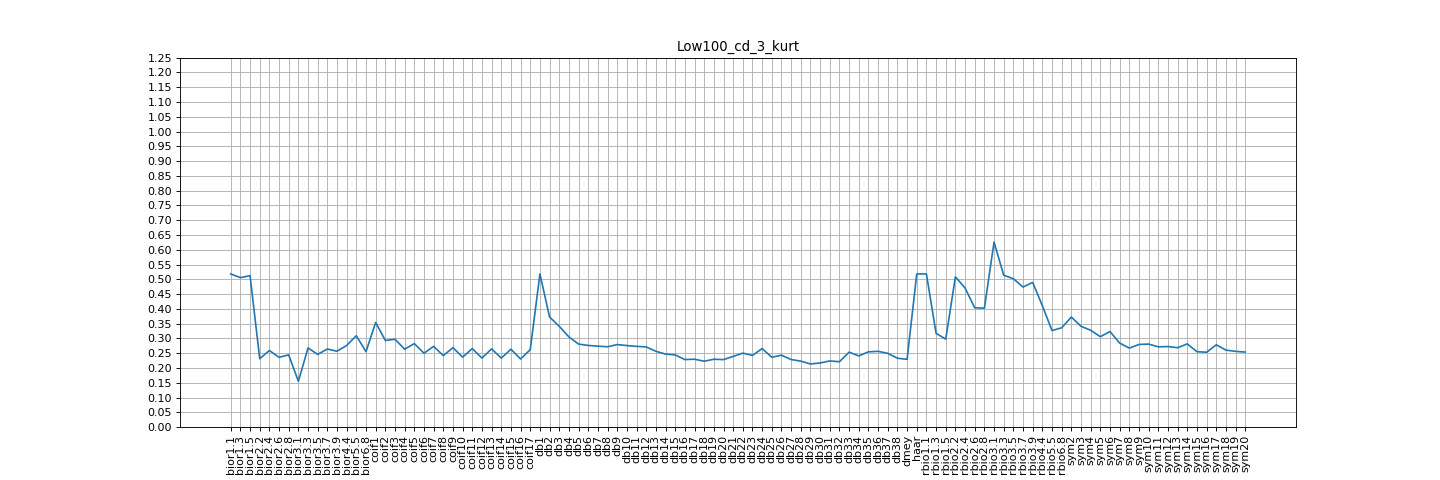 Low100_cd_3_kurt
1.25
1.20
1.15
1.10
1.05
1.00
0.95
0.90
0.85
0.80
0.75
0.70
0.65
0.60
0.55
0.50
0.45
0.40
0.35
0.30
0.25
0.20
0.15
0.10
0.05
0.00
bior1.1
bior1.3
bior1.5
bior2.2
bior2.4
bior2.6
bior2.8
bior3.1
bior3.3
bior3.5
bior3.7
bior3.9
bior4.4
bior5.5
bior6.8
coif1
coif2
coif3
coif4
coif5
coif6
coif7
coif8
coif9
coif10
coif11
coif12
coif13
coif14
coif15
coif16
coif17
db1
db2
db3
db4
db5
db6
db7
db8
db9
db10
db11
db12
db13
db14
db15
db16
db17
db18
db19
db20
db21
db22
db23
db24
db25
db26
db27
db28
db29
db30
db31
db32
db33
db34
db35
db36
db37
db38
dmey
haar
rbio1.1
rbio1.3
rbio1.5
rbio2.2
rbio2.4
rbio2.6
rbio2.8
rbio3.1
rbio3.3
rbio3.5
rbio3.7
rbio3.9
rbio4.4
rbio5.5
rbio6.8
sym2
sym3
sym4
sym5
sym6
sym7
sym8
sym9
sym10
sym11
sym12
sym13
sym14
sym15
sym16
sym17
sym18
sym19
sym20